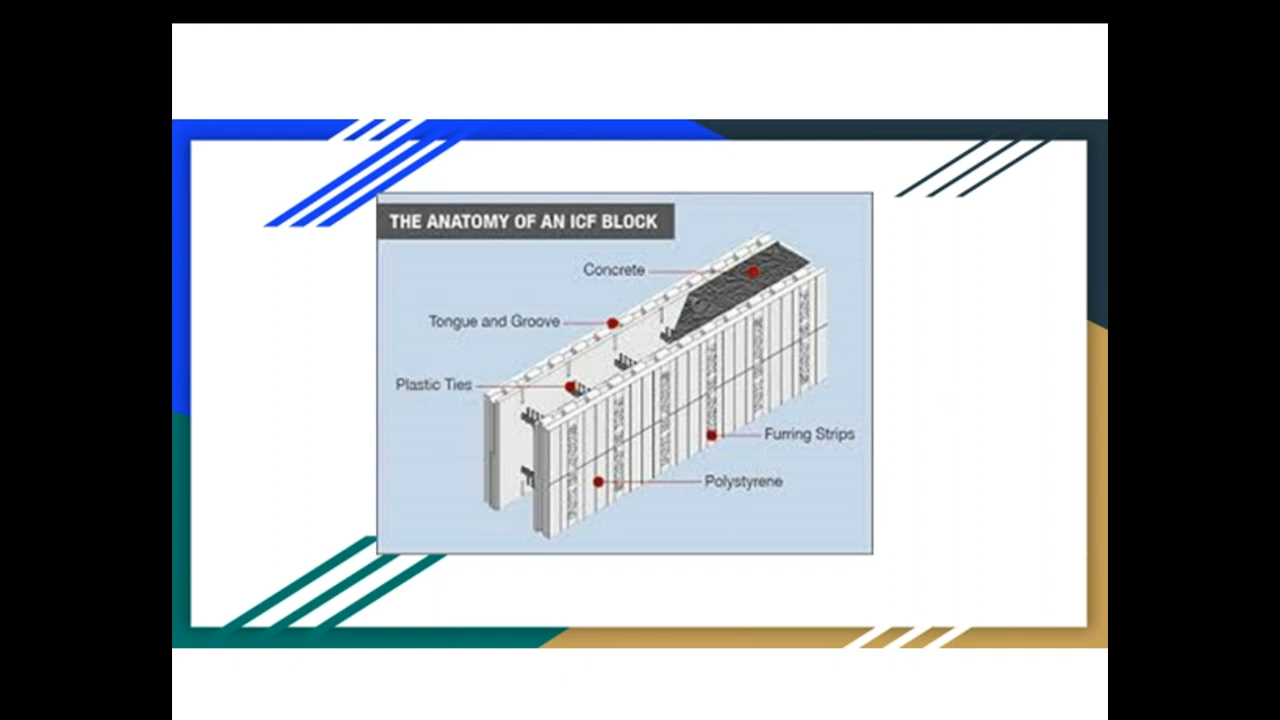 THE ANATOMY OF AN ICF BLOCK
Concrete
Tongue and Groove
Plastic Ties
Furring Strips
Polystyrene